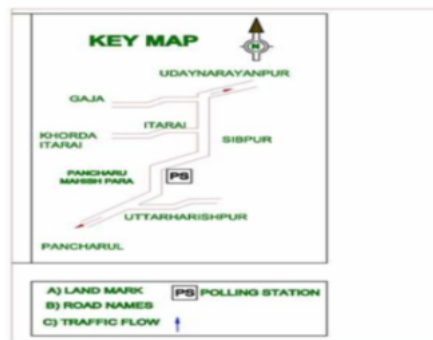 KEY MAP
N
UDAYNARAYANPUR
GAJA
ITARAI
KHORDA
ITARAI
SIBPUR
PANCHARU
MAHISH PARA
PS
UTTARHARISHPUR
PANCHARUL
A) LAND MARK
PS POLLING STATION
B) ROAD NAMES
C) TRAFFIC FLOW